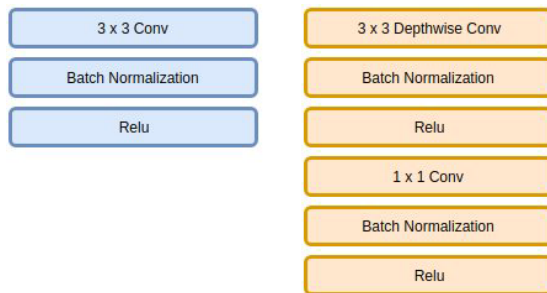 3 x 3 Conv
Batch Normalization
Relu
3 x 3 Depthwise Conv
Batch Normalization
Relu
1 x 1 Conv
Batch Normalization
Relu